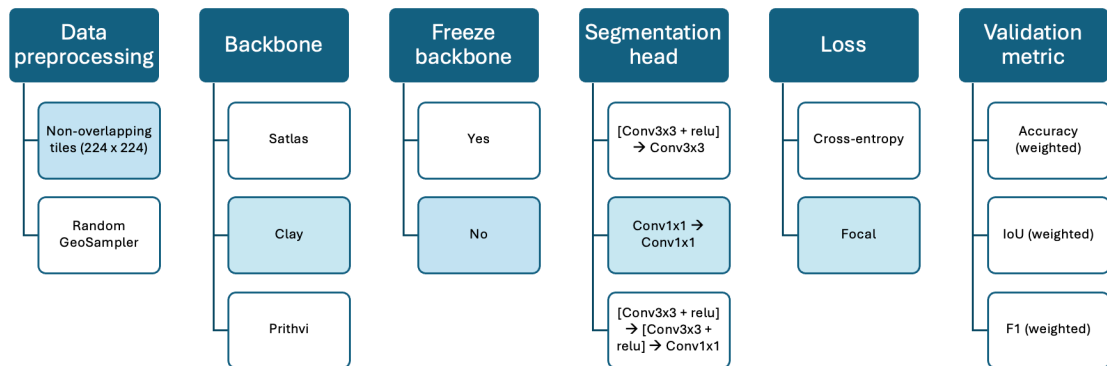 Data
preprocessing
Backbone
Freeze
backbone
Segmentation
head
Loss
Validation
metric
Non-overlapping
tiles (224 x 224)
Satlas
Yes
[Conv3x3 + relu]
→ Conv3x3
Cross-entropy
Accuracy
(weighted)
Random
GeoSampler
Clay
No
Conv1x1 →
Conv1x1
Focal
IoU (weighted)
Prithvi
[Conv3x3 + relu]
→ [Conv3x3 +
relu] → Conv1x1
F1 (weighted)